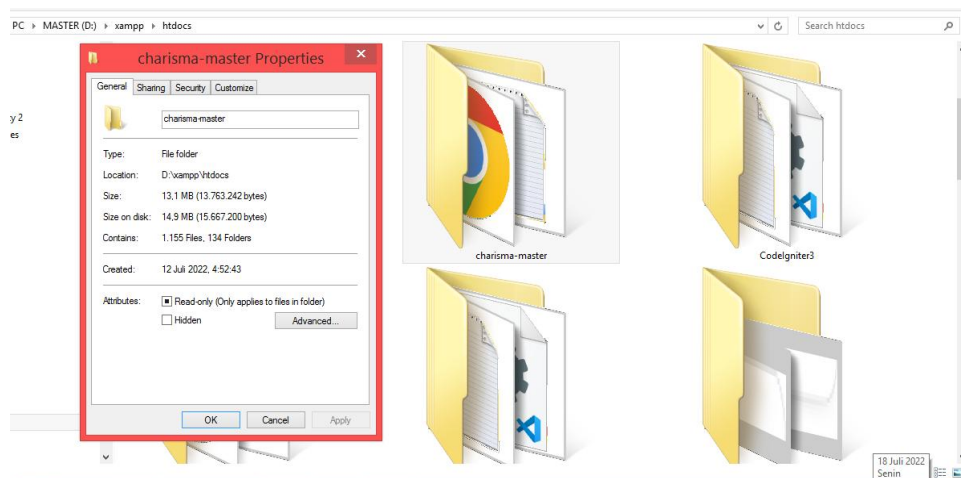 PC ▸ MASTER (D:) ▸ xampp ▸ htdocs
Search htdocs
charisma-master Properties
General Sharing Security Customize
charisma-master
Type: File folder
Location: D:\xampp\htdocs
Size: 13,1 MB (13.763.242 bytes)
Size on disk: 14,9 MB (15.667.200 bytes)
Contains: 1.155 Files, 134 Folders
Created: 12 Juli 2022, 4:52:43
Attributes: Read-only (Only applies to files in folder)
Hidden Advanced...
OK Cancel Apply
y 2
es
charisma-master
CodeIgniter3
18 Juli 2022
Senin